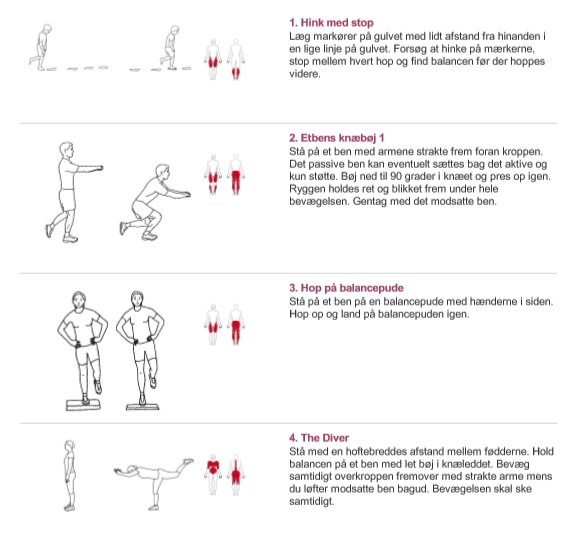 1. Hink med stop
Læg markører på gulvet med lidt afstand fra hinanden i
en lige linje på gulvet. Forsøg at hinke på mærkerne,
stop mellem hvert hop og find balancen før der hoppes
videre.
2. Etbens knæbøj 1
Stå på et ben med armene strakte frem foran kroppen.
Det passive ben kan eventuelt sættes bag det aktive og
kun støtte. Bøj ned til 90 grader i knæet og pres op igen.
Ryggen holdes ret og blikket frem under hele
bevægelsen. Gentag med det modsatte ben.
3. Hop på balancepude
Stå på et ben på en balancepude med hænderne i siden.
Hop op og land på balancepuden igen.
4. The Diver
Stå med en hoftebreddes afstand mellem fødderne. Hold
balancen på et ben med let bøj i knæleddet. Bevæg
samtidigt overkroppen fremover med strakte arme mens
du løfter modsatte ben bagud. Bevægelsen skal ske
samtidigt.